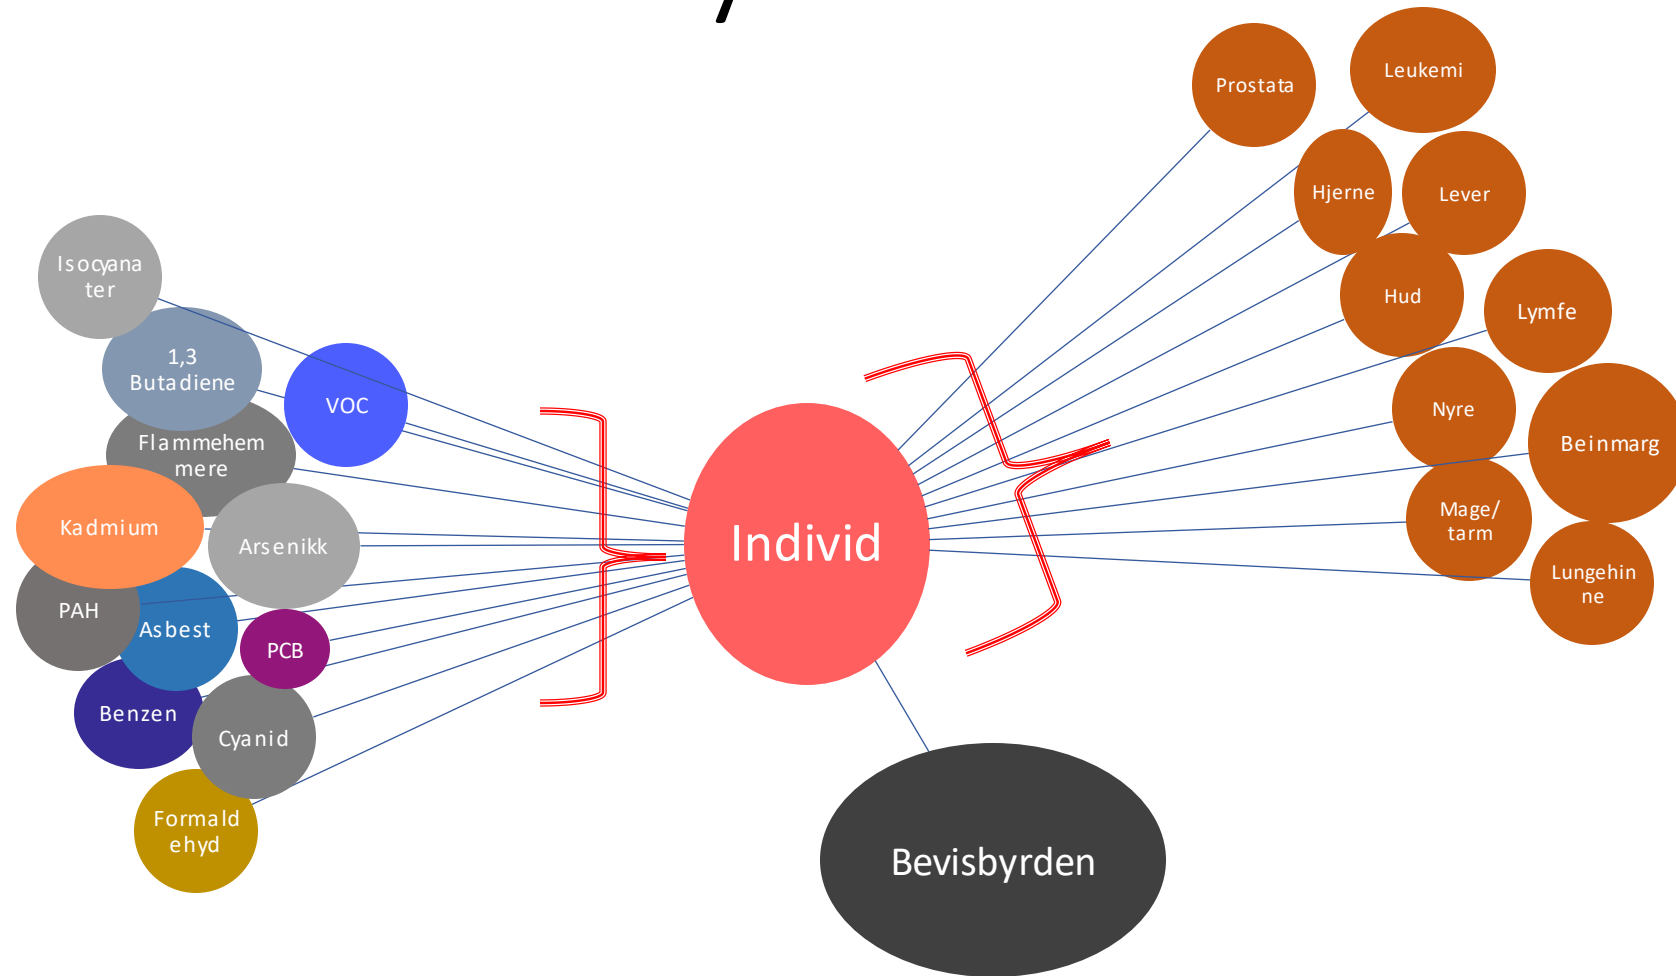 Prostata
Leukemi
Hjerne
Lever
Hud
Lymfe
Nyre
Beinmarg
Mage/
tarm
Lungehin
ne
Isocyana
ter
1,3
Butadiene
VOC
Flammehem
mere
Kadmium
Arsenikk
PAH
Asbest
PCB
Benzen
Cyanid
Formald
ehyd
Individ
Bevisbyrden